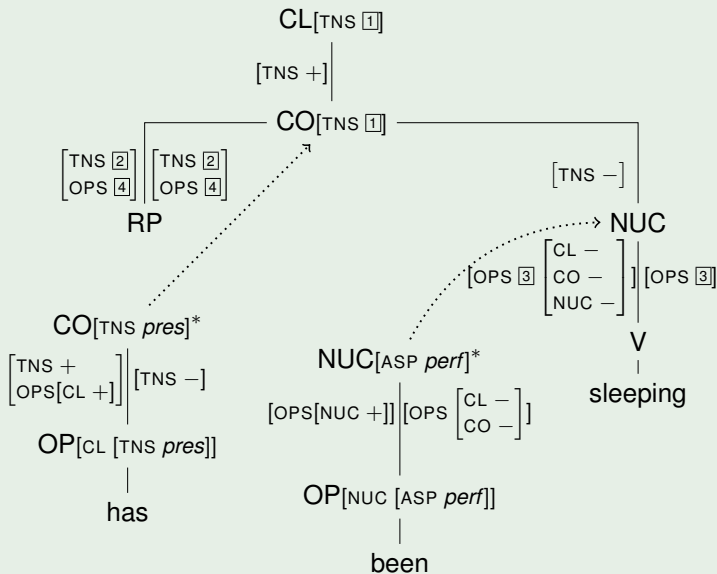 CL[TNS 1]
[TNS +]
CO[TNS 1]
[TNS 2] [TNS 2]
[OPS 4] [OPS 4]
[TNS −]
RP
NUC
[OPS 3 [CL − CO − NUC −]] [OPS 3]
CO[TNS pres]*
NUC[ASP perf]*
V
[TNS + OPS[CL +]] [TNS −]
[OPS[NUC +]] [OPS [CL − CO −]]
sleeping
OP[CL [TNS pres]]
OP[NUC [ASP perf]]
has
been